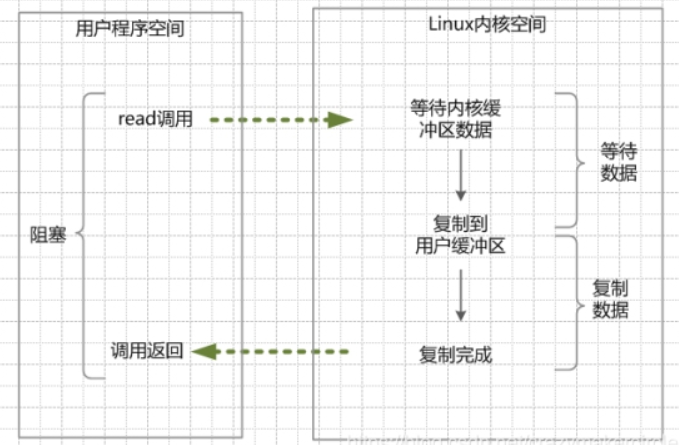 用户程序空间
Linux内核空间
read调用
等待内核缓
冲区数据
等待
数据
阻塞
复制到
用户缓冲区
复制
数据
调用返回
复制完成